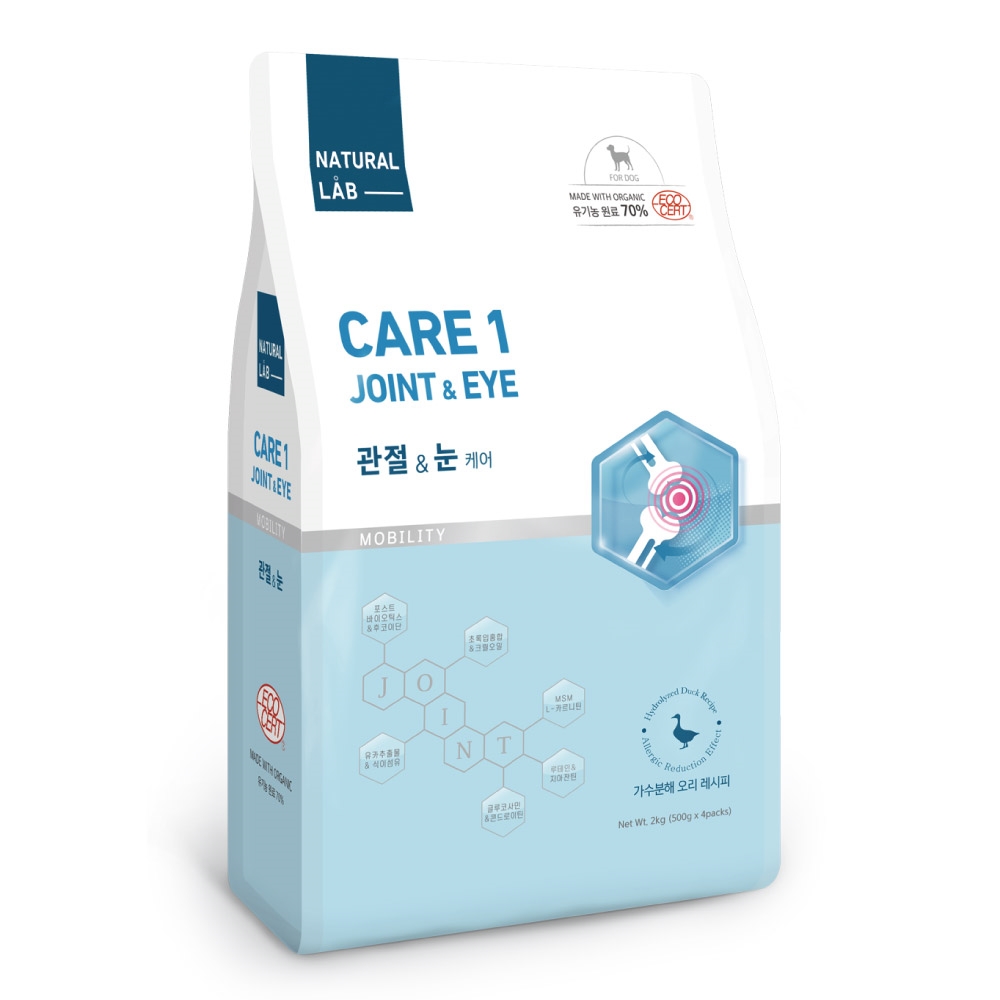 NATURAL
LAB
FOR DOG
MADE WITH ORGANIC
유기농 원료 70%
ECO
CERT
®
CARE 1
JOINT & EYE
관절 & 눈 케어
MOBILITY
포스트
바이오틱스
&후코이단
초록입홍합
&크릴오일
J O I N T
MSM
L-카르니틴
유카추출물
& 식이섬유
루테인&
지아잔틴
글루코사민
&콘드로이틴
Hydrolyzed Duck Recipe
• Allergic Reduction Effect •
가수분해 오리 레시피
Net Wt. 2kg (500g x 4packs)
NATURAL
LAB
CARE 1
JOINT & EYE
MOBILITY
관절 & 눈
ECO
CERT
®
MADE WITH ORGANIC
유기농 원료 70%